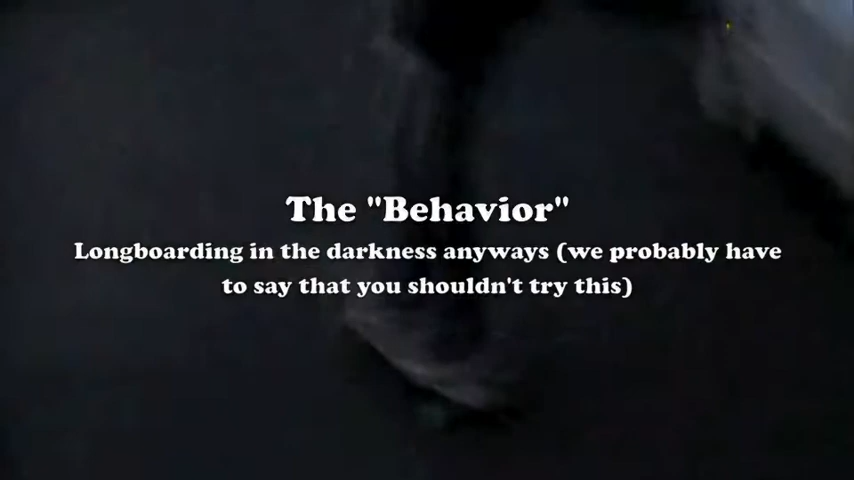 The "Behavior"
Longboarding in the darkness anyways (we probably have
to say that you shouldn't try this)